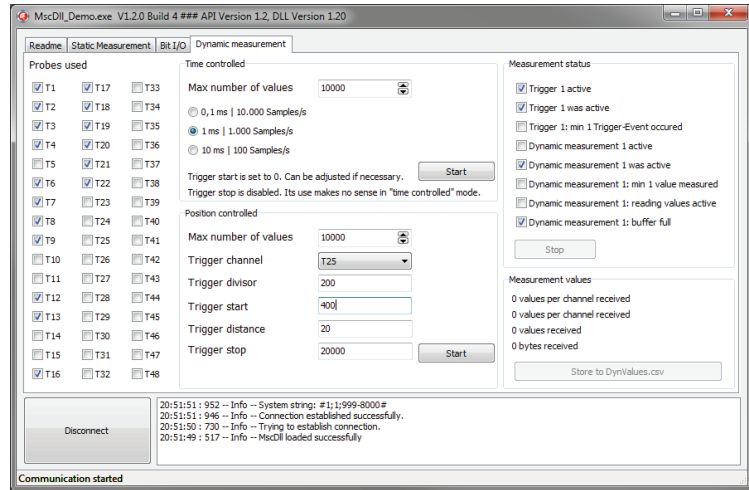 MscDll_Demo.exe V1.2.0 Build 4 ### API Version 1.2, DLL Version 1.20
Readme Static Measurement Bit I/O Dynamic measurement
Probes used
T1 T17 T33
T2 T18 T34
T3 T19 T35
T4 T20 T36
T5 T21 T37
T6 T22 T38
T7 T23 T39
T8 T24 T40
T9 T25 T41
T10 T26 T42
T11 T27 T43
T12 T28 T44
T13 T29 T45
T14 T30 T46
T15 T31 T47
T16 T32 T48
Time controlled
Max number of values 10000
0,1 ms | 10.000 Samples/s
1 ms | 1.000 Samples/s
10 ms | 100 Samples/s
Trigger start is set to 0. Can be adjusted if necessary. Start
Trigger stop is disabled. Its use makes no sense in "time controlled" mode.
Position controlled
Max number of values 10000
Trigger channel T25
Trigger divisor 200
Trigger start 400
Trigger distance 20
Trigger stop 20000 Start
Measurement status
Trigger 1 active
Trigger 1 was active
Trigger 1: min 1 Trigger-Event occured
Dynamic measurement 1 active
Dynamic measurement 1 was active
Dynamic measurement 1: min 1 value measured
Dynamic measurement 1: reading values active
Dynamic measurement 1: buffer full
Stop
Measurement values
0 values per channel received
0 values per channel received
0 values received
0 bytes received
Store to DynValues.csv
Disconnect
20:51:51 : 952 -- Info -- System string: #1;1;999-8000#
20:51:51 : 946 -- Info -- Connection established successfully.
20:51:50 : 730 -- Info -- Trying to establish connection.
20:51:49 : 517 -- Info -- MscDll loaded successfully
Communication started